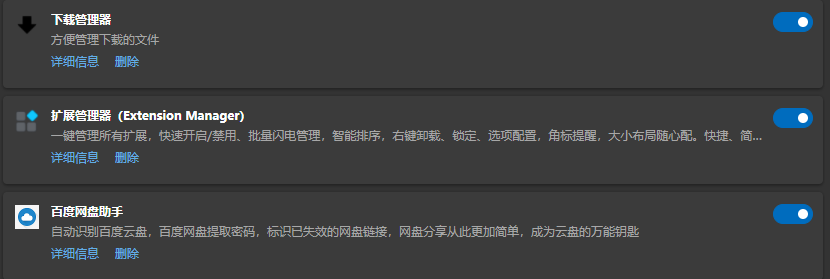 下载管理器
方便管理下载的文件
详细信息 删除
扩展管理器（Extension Manager)
一键管理所有扩展，快速开启/禁用、批量闪电管理，智能排序，右键卸载、锁定、选项配置，角标提醒，大小布局随心配。快捷、简...
详细信息 删除
百度网盘助手
自动识别百度云盘，百度网盘提取密码，标识已失效的网盘链接，网盘分享从此更加简单，成为云盘的万能钥匙
详细信息 删除